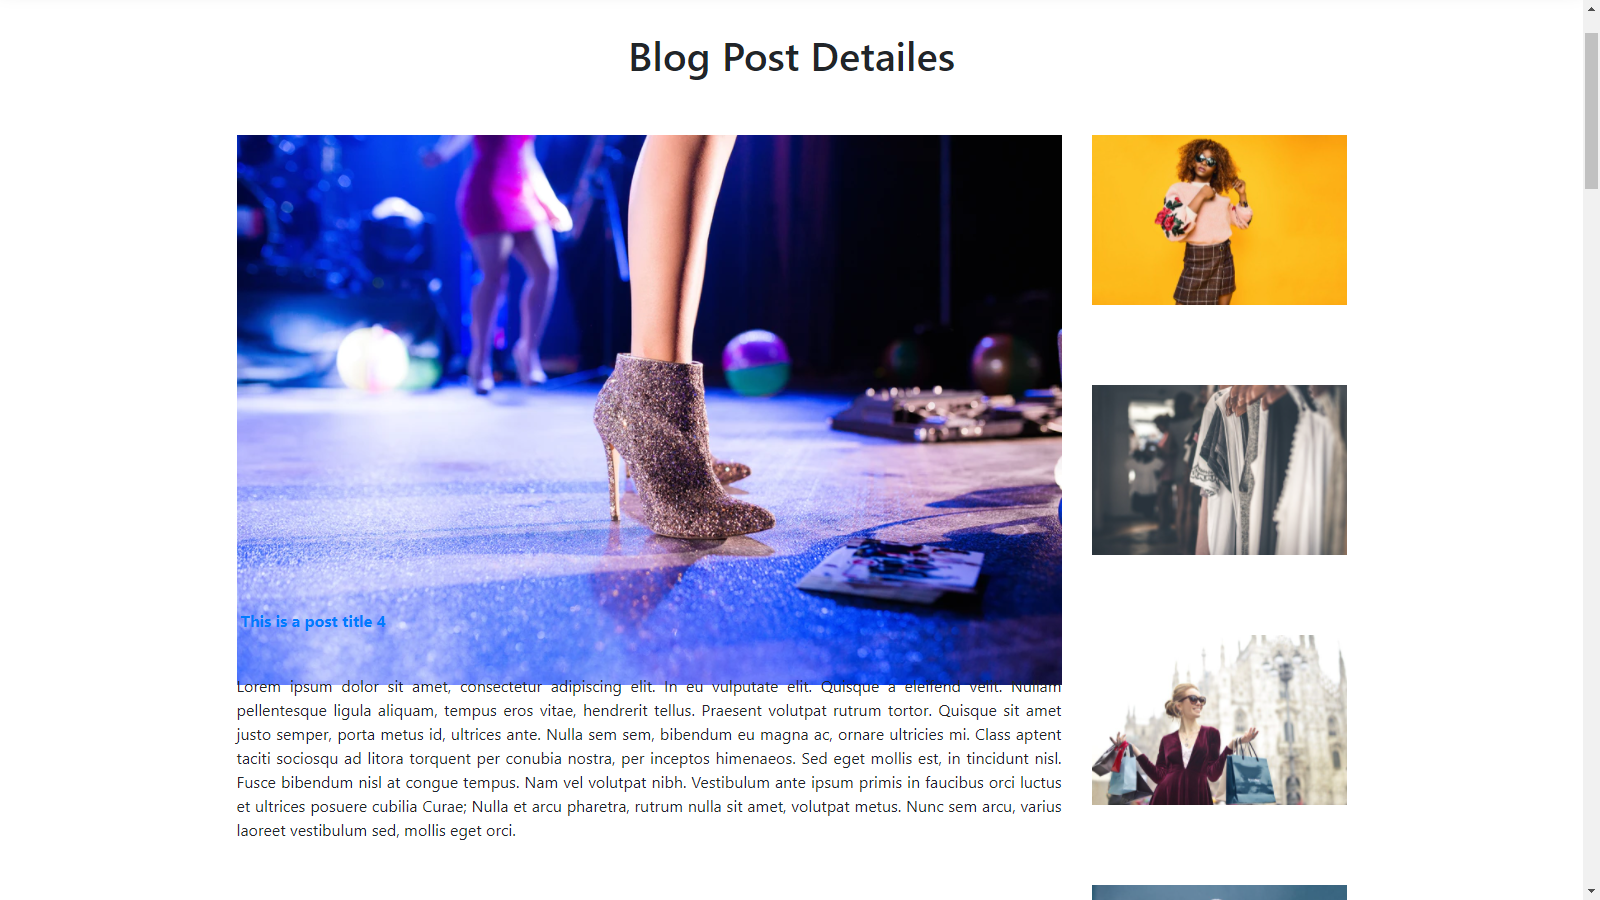 Blog Post Detailes
This is a post title 4
Lorem ipsum dolor sit amet, consectetur adipiscing elit. In eu vulputate elit. Quisque a eleifend velit. Nullam
pellentesque ligula aliquam, tempus eros vitae, hendrerit tellus. Praesent volutpat rutrum tortor. Quisque sit amet
justo semper, porta metus id, ultrices ante. Nulla sem sem, bibendum eu magna ac, ornare ultricies mi. Class aptent
taciti sociosqu ad litora torquent per conubia nostra, per inceptos himenaeos. Sed eget mollis est, in tincidunt nisl.
Fusce bibendum nisl at congue tempus. Nam vel volutpat nibh. Vestibulum ante ipsum primis in faucibus orci luctus
et ultrices posuere cubilia Curae; Nulla et arcu pharetra, rutrum nulla sit amet, volutpat metus. Nunc sem arcu, varius
laoreet vestibulum sed, mollis eget orci.